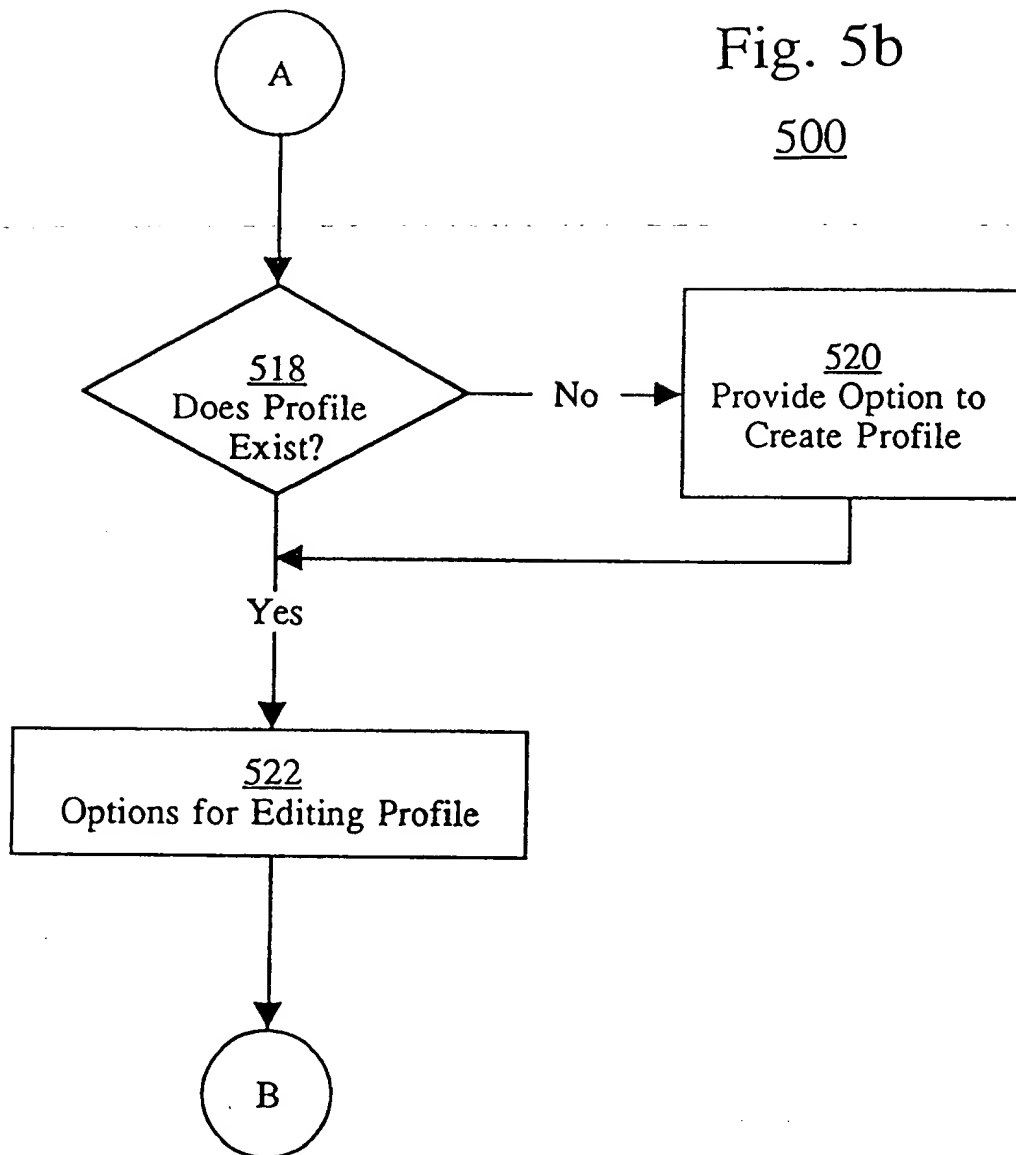 Fig. 5b
500
A
518
Does Profile
Exist?
No
520
Provide Option to
Create Profile
Yes
522
Options for Editing Profile
B